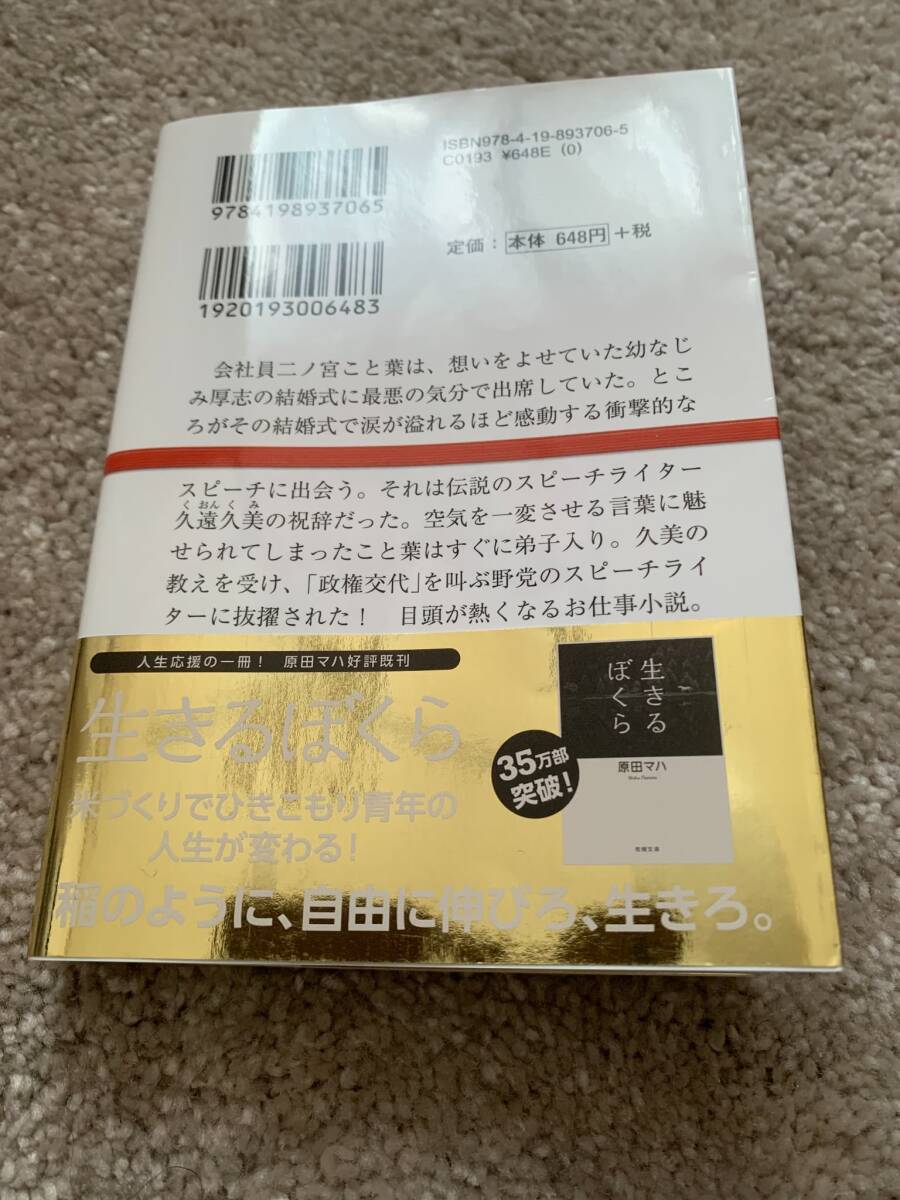 ISBN978-4-19-893706-5
C0193 ¥648E (0)
9784198937065
定価： 本体 648円 +税
1920193006483
会社員二ノ宮こと葉は、想いをよせていた幼なじ
み厚志の結婚式に最悪の気分で出席していた。とこ
ろがその結婚式で涙が溢れるほど感動する衝撃的な
スピーチに出会う。それは伝説のスピーチライター
くおんくみ
久遠久美の祝辞だった。空気を一変させる言葉に魅
せられてしまったこと葉はすぐに弟子入り。久美の
教えを受け、「政権交代」を叫ぶ野党のスピーチライ
ターに抜擢された！　目頭が熱くなるお仕事小説。
人生応援の一冊！　原田マハ好評既刊
生きるぼくら
米づくりでひきこもり青年の
人生が変わる！
35万部
突破！
生きる
ぼくら
原田マハ
稲のように、自由に伸びろ、生きろ。